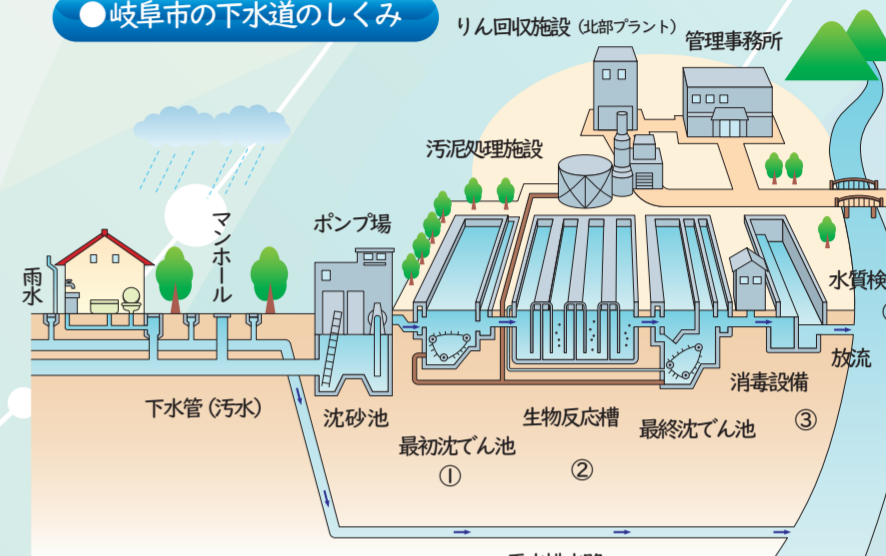 ●岐阜市の下水道のしくみ
りん回収施設（北部プラント）
管理事務所
汚泥処理施設
マンホール
ポンプ場
雨水
水質検
放流
消毒設備
下水管（汚水）
沈砂池
最初沈でん池
①
生物反応槽
②
最終沈でん池
③